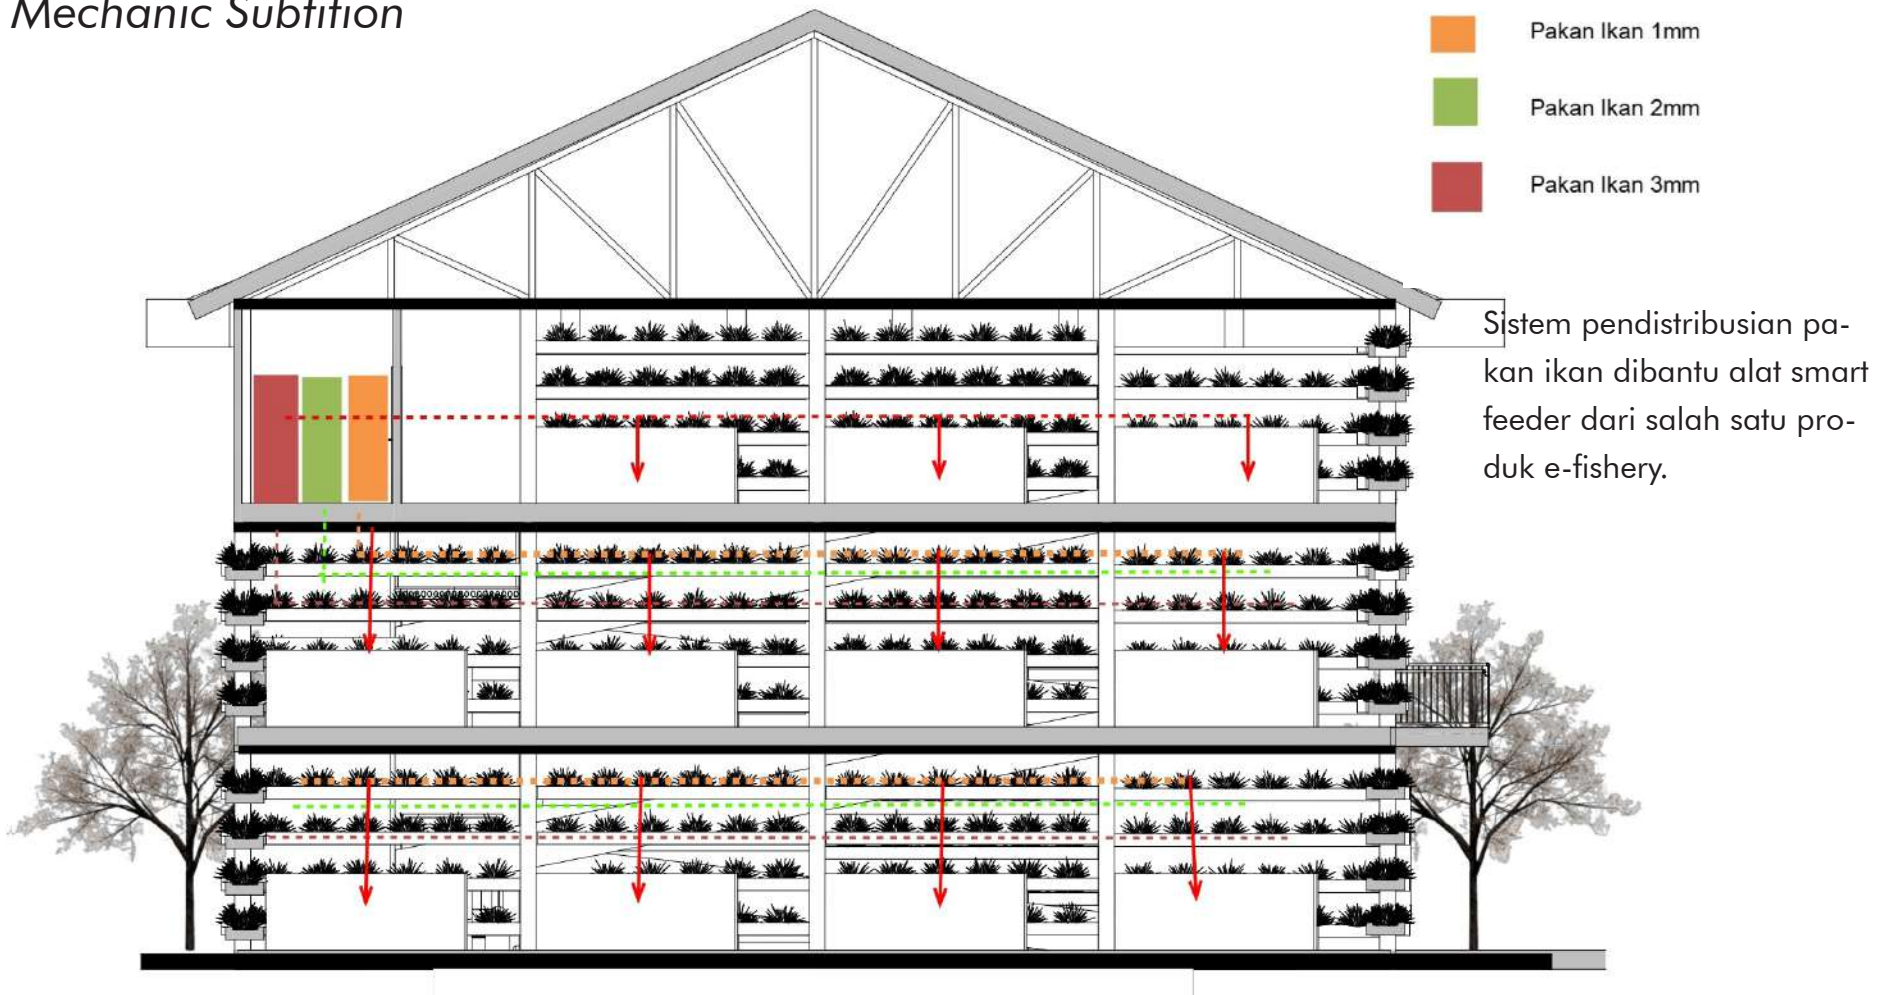 Mechanic Subtition
Pakan Ikan 1mm
Pakan Ikan 2mm
Pakan Ikan 3mm
Sistem pendistribusian pa-
kan ikan dibantu alat smart
feeder dari salah satu pro-
duk e-fishery.